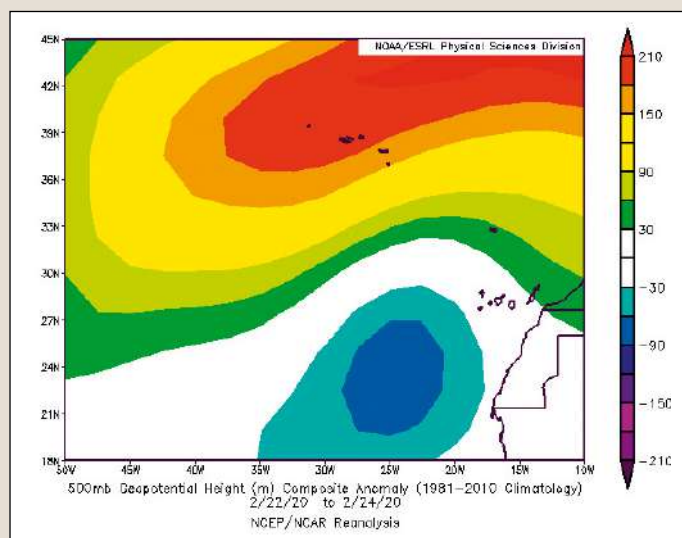 NOAA/ESRL Physical Sciences Division
45N
42N
39N
36N
33N
30N
27N
24N
21N
18N
50W 45W 40W 35W 30W 25W 20W 15W 10W
210
150
90
30
-30
-90
-150
-210
500mb Geopotential Height (m) Composite Anomaly (1981-2010 Climatology)
2/22/20 to 2/24/20
NCEP/NCAR Reanalysis